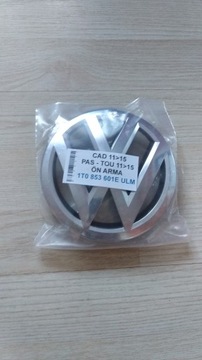 CAD 11>15
PAS - TOU 11>15
ÖN ARMA
1T0 853 601E ULM